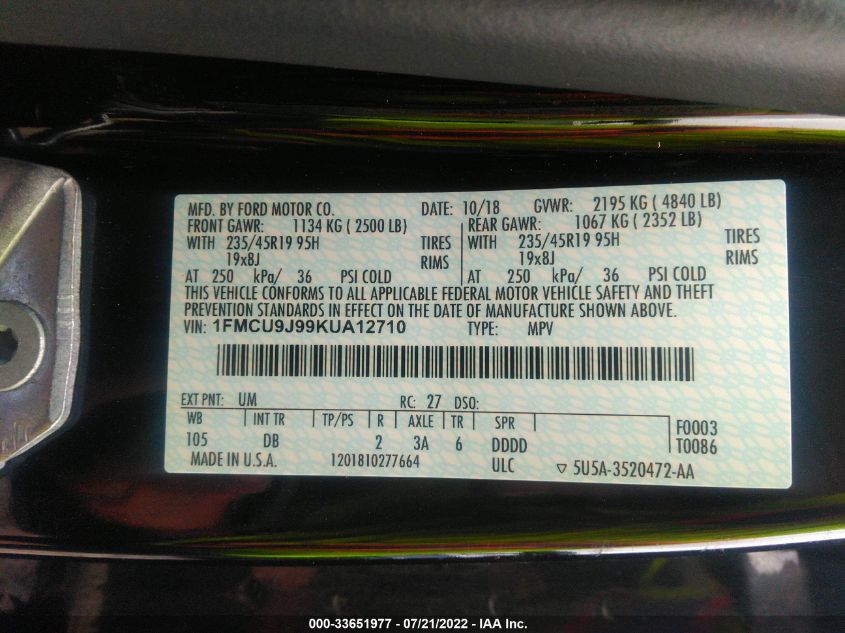 MFD. BY FORD MOTOR CO. DATE: 10/18 GVWR: 2195 KG ( 4840 LB)
FRONT GAWR: 1134 KG ( 2500 LB) REAR GAWR: 1067 KG ( 2352 LB)
WITH 235/45R19 95H TIRES WITH 235/45R19 95H TIRES
19x8J RIMS 19x8J RIMS
AT 250 kPa/ 36 PSI COLD AT 250 kPa/ 36 PSI COLD
THIS VEHICLE CONFORMS TO ALL APPLICABLE FEDERAL MOTOR VEHICLE SAFETY AND THEFT
PREVENTION STANDARDS IN EFFECT ON THE DATE OF MANUFACTURE SHOWN ABOVE.
VIN: 1FMCU9J99KUA12710 TYPE: MPV
EXT PNT: UM RC: 27 DSO:
WB INT TR TP/PS R AXLE TR SPR F0003
105 DB 2 3A 6 DDDD T0086
MADE IN U.S.A. 1201810277664 ULC ▽ 5U5A-3520472-AA
000-33651977 - 07/21/2022 - IAA Inc.